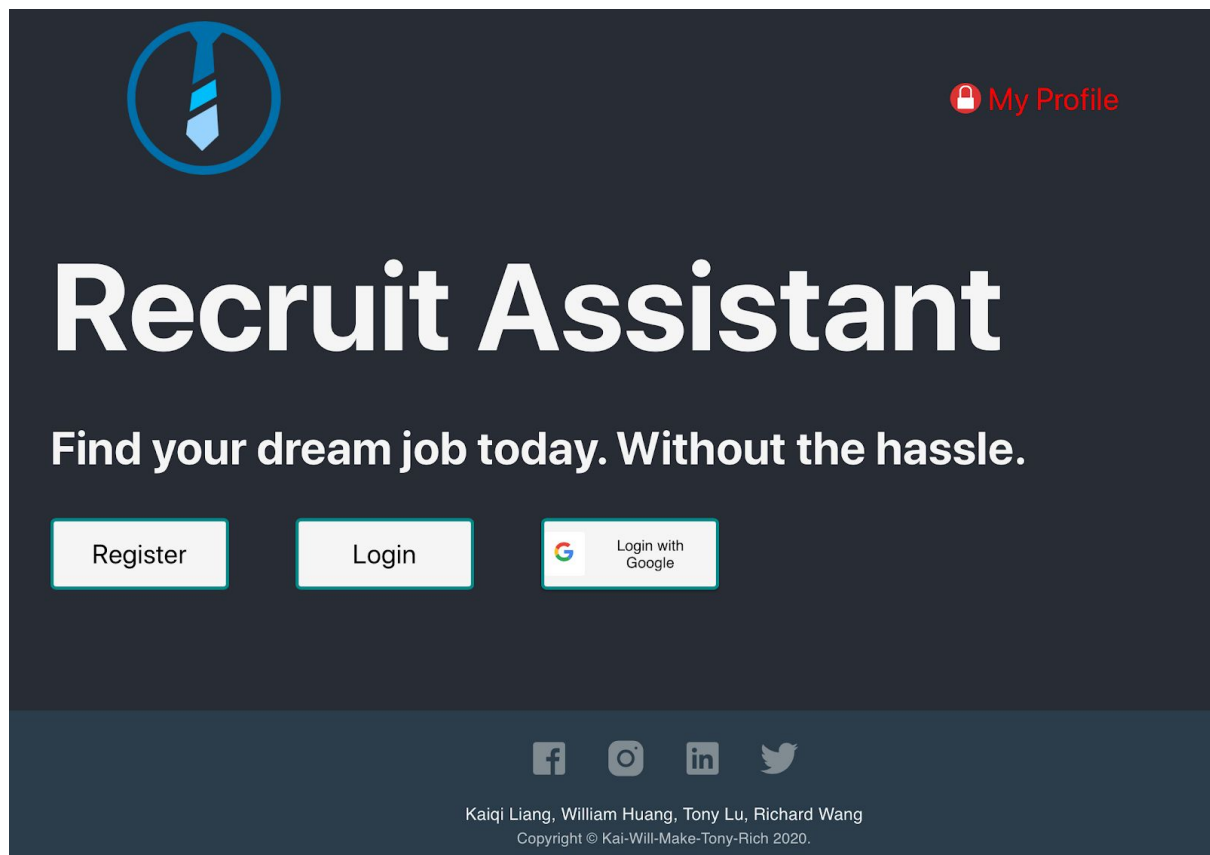 My Profile
Recruit Assistant
Find your dream job today. Without the hassle.
Register
Login
Login with
Google
Kaiqi Liang, William Huang, Tony Lu, Richard Wang
Copyright © Kai-Will-Make-Tony-Rich 2020.